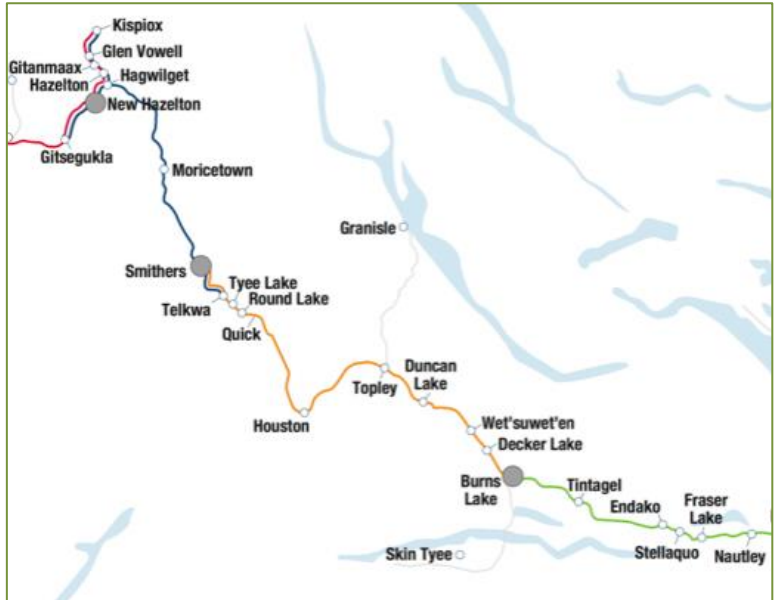 Kispiox
Glen Vowell
Gitanmaax
Hazelton
Hagwilget
New Hazelton
Gitsegukla
Moricetown
Granisle
Smithers
Tyee Lake
Round Lake
Telkwa
Quick
Duncan
Lake
Topley
Houston
Wet'suwet'en
Decker Lake
Burns
Lake
Tintagel
Endako
Fraser
Lake
Skin Tyee
Stellaquo
Nautley